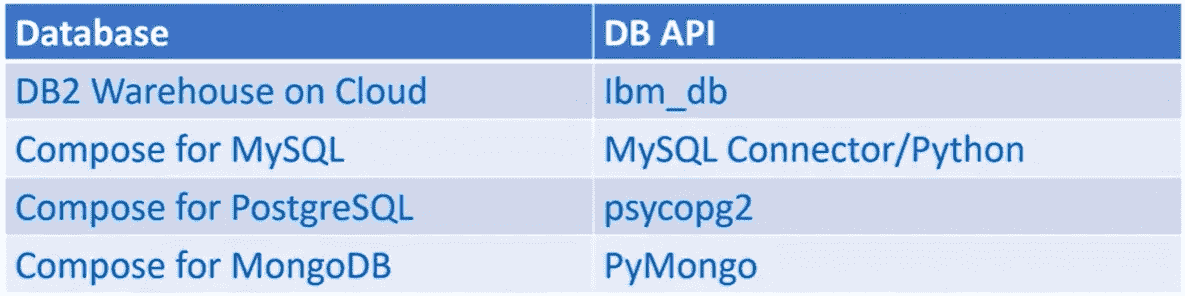 Database DB API
DB2 Warehouse on Cloud Ibm_db
Compose for MySQL MySQL Connector/Python
Compose for PostgreSQL psycopg2
Compose for MongoDB PyMongo